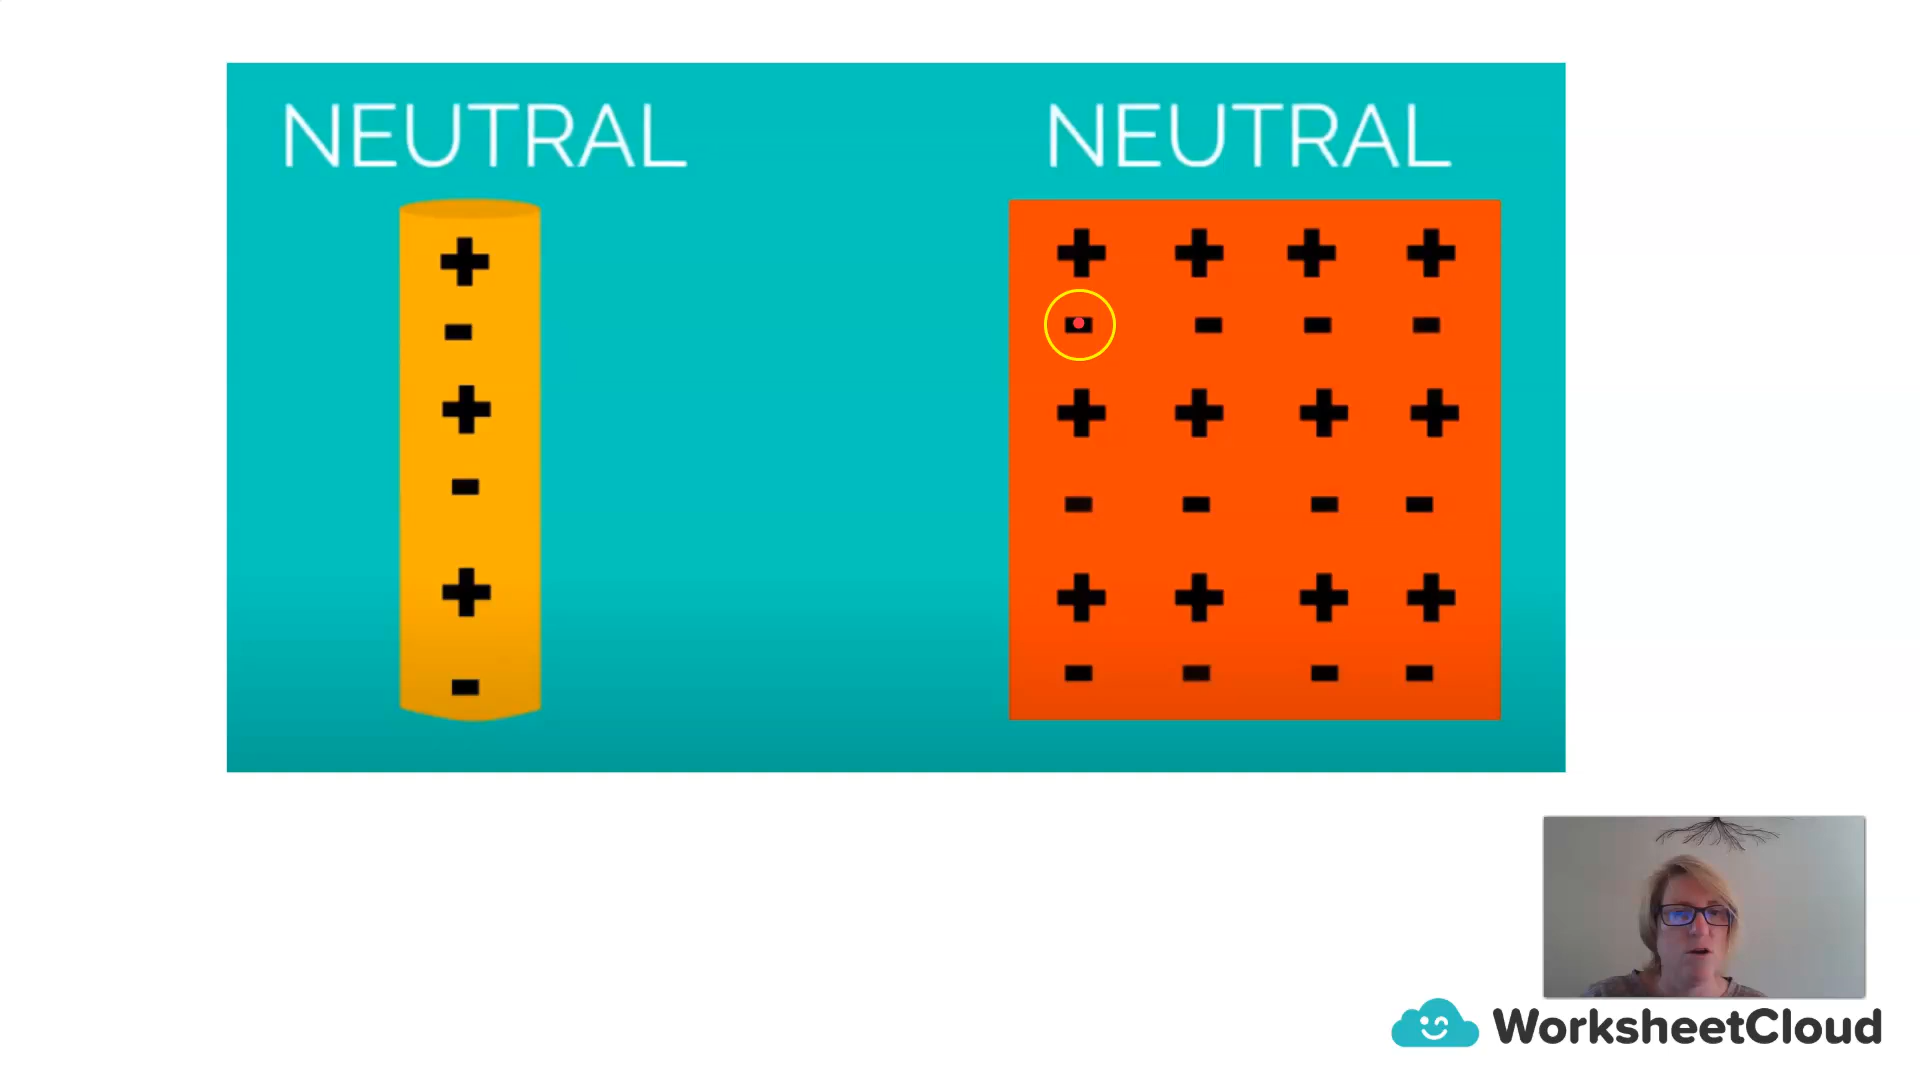 NEUTRAL NEUTRAL
+ + + + +
- - - - -
+ + + + +
- - - - -
+ + + + +
- - - - -
WorksheetCloud